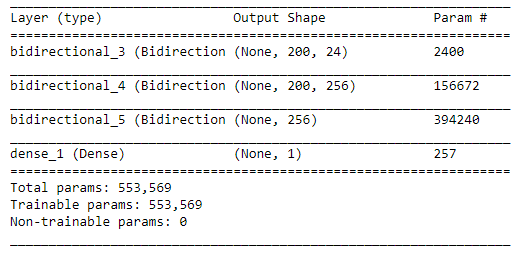 Layer (type) Output Shape Param #
bidirectional_3 (Bidirection (None, 200, 24) 2400
bidirectional_4 (Bidirection (None, 200, 256) 156672
bidirectional_5 (Bidirection (None, 256) 394240
dense_1 (Dense) (None, 1) 257
Total params: 553,569
Trainable params: 553,569
Non-trainable params: 0